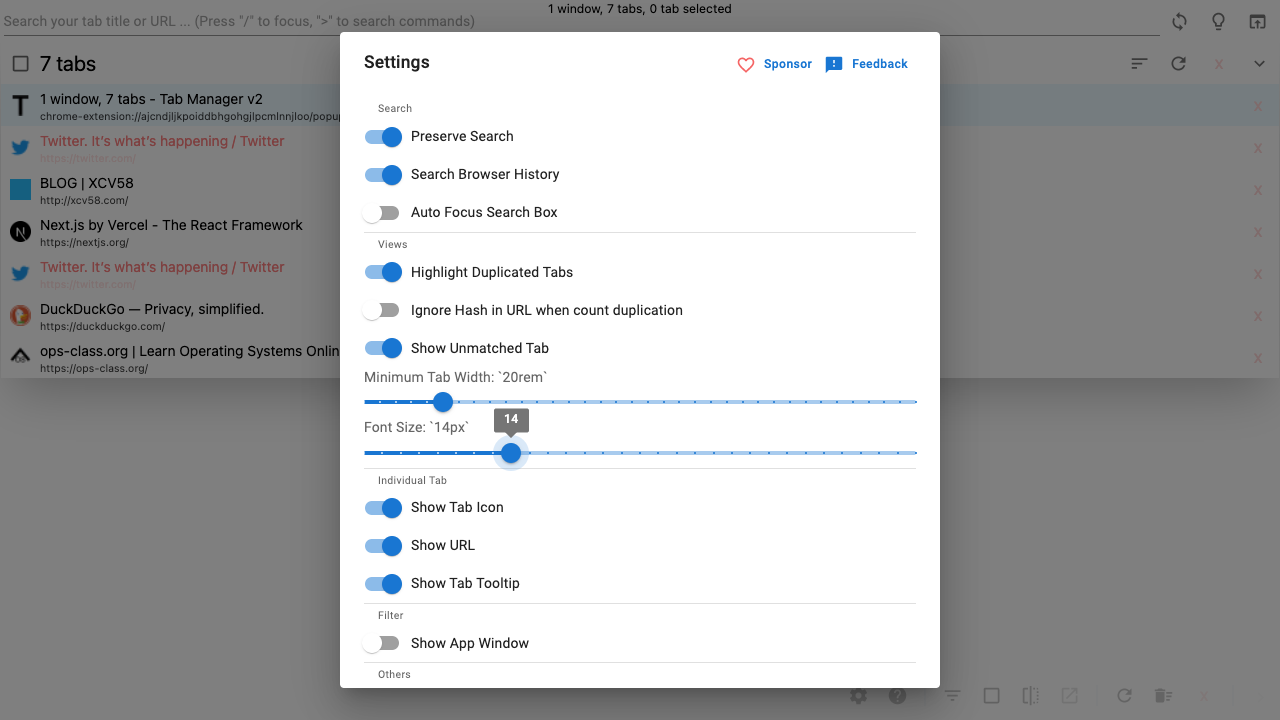 1 window, 7 tabs, 0 tab selected
Search your tab title or URL ... (Press "/" to focus, ">" to search commands)
7 tabs
Settings
Sponsor
Feedback
1 window, 7 tabs - Tab Manager v2
chrome-extension://ajcndjljkpoiddbhgohgjlpcmlnnjloo/popup
x
Twitter. It's what's happening / Twitter
https://twitter.com/
x
BLOG | XCV58
http://xcv58.com/
x
Next.js by Vercel - The React Framework
https://nextjs.org/
x
Twitter. It's what's happening / Twitter
https://twitter.com/
x
DuckDuckGo — Privacy, simplified.
https://duckduckgo.com/
x
ops-class.org | Learn Operating Systems Onlin
https://ops-class.org/
x
x
Search
Preserve Search
Search Browser History
Auto Focus Search Box
Views
Highlight Duplicated Tabs
Ignore Hash in URL when count duplication
Show Unmatched Tab
Minimum Tab Width: `20rem`
14
Font Size: `14px`
Individual Tab
Show Tab Icon
Show URL
Show Tab Tooltip
Filter
Show App Window
Others
x